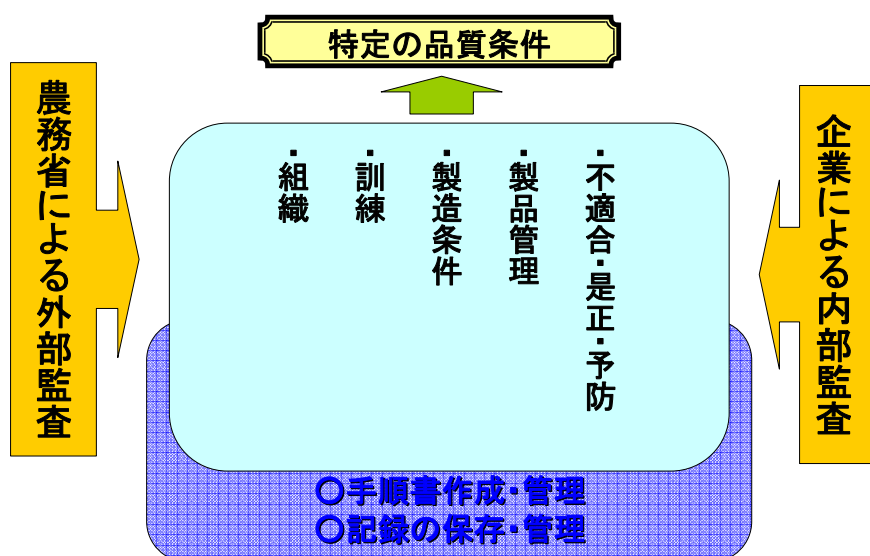 特定の品質条件
農務省による外部監査
企業による内部監査
・不適合・是正・予防
・製品管理
・製造条件
・訓練
・組織
○手順書作成・管理
○記録の保存・管理